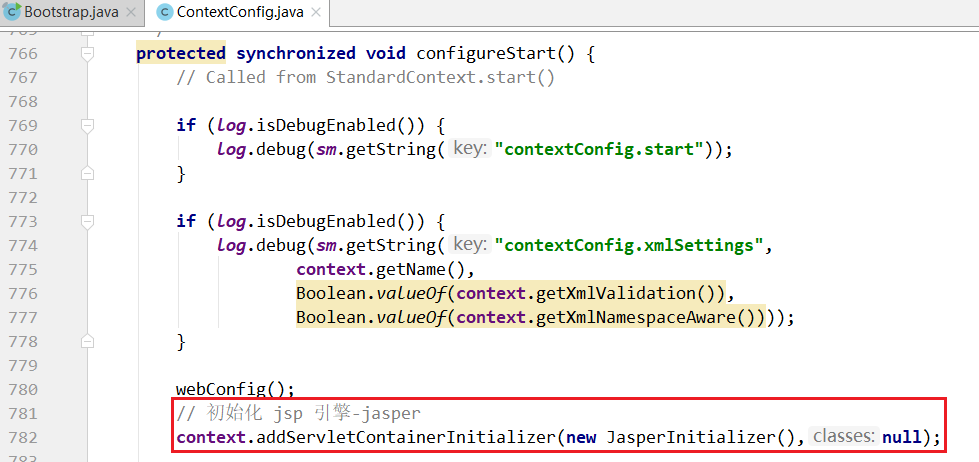 Bootstrap.java × ContextConfig.java ×
766 protected synchronized void configureStart() {
767 // Called from StandardContext.start()
768
769 if (log.isDebugEnabled()) {
770 log.debug(sm.getString( key: "contextConfig.start"));
771 }
772
773 if (log.isDebugEnabled()) {
774 log.debug(sm.getString( key: "contextConfig.xmlSettings",
775 context.getName(),
776 Boolean.valueOf(context.getXmlValidation()),
777 Boolean.valueOf(context.getXmlNamespaceAware())));
778 }
779
780 webConfig();
781 // 初始化 jsp 引擎-jasper
782 context.addServletContainerInitializer(new JasperInitializer(), classes: null);